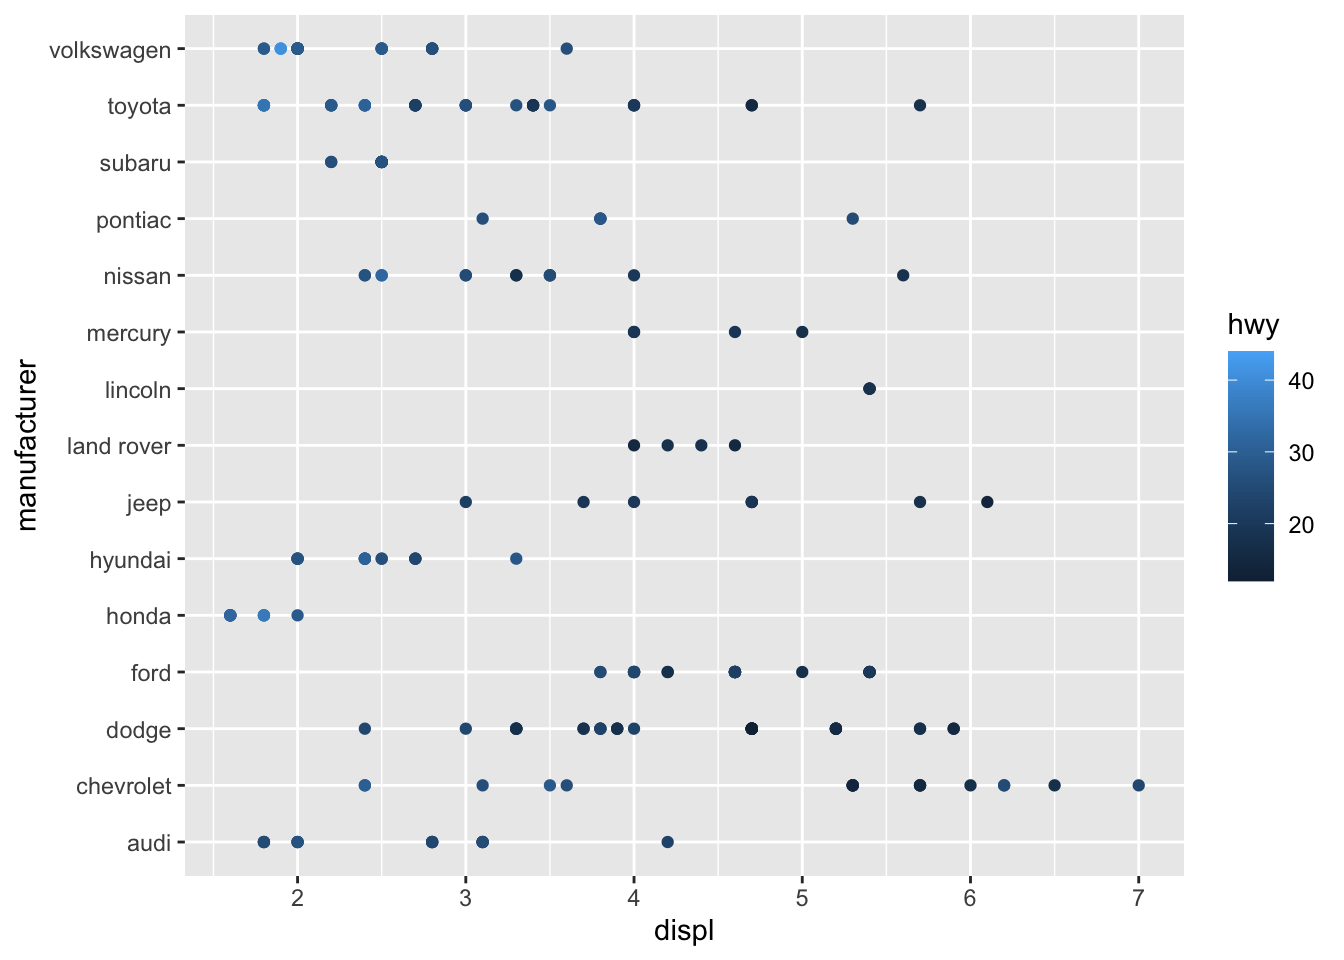 volkswagen
toyota
subaru
pontiac
nissan
mercury
lincoln
land rover
jeep
hyundai
honda
ford
dodge
chevrolet
audi
manufacturer
2 3 4 5 6 7
displ
hwy
40
30
20